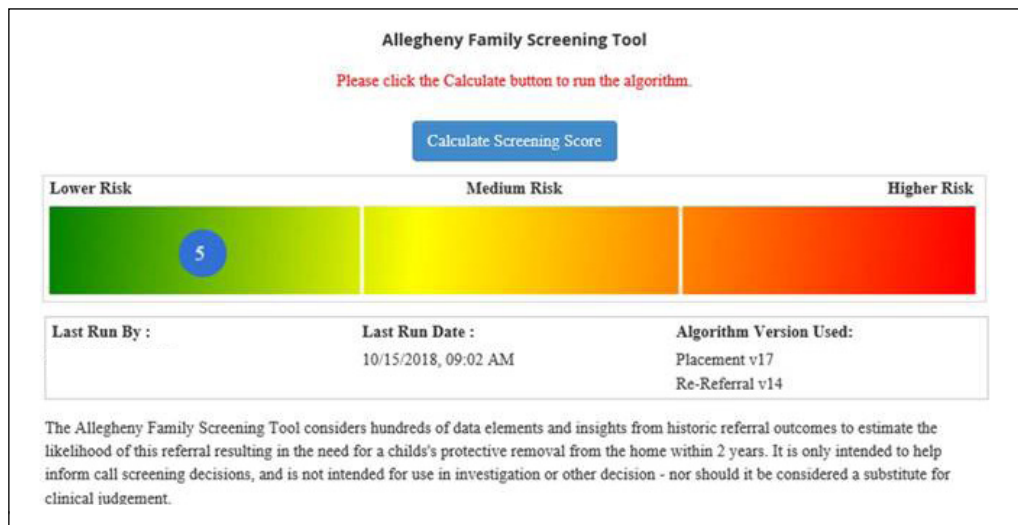 Allegheny Family Screening Tool
Please click the Calculate button to run the algorithm.
Calculate Screening Score
Lower Risk Medium Risk Higher Risk
5
Last Run By : Last Run Date : Algorithm Version Used:
10/15/2018, 09:02 AM Placement v17
Re-Referral v14
The Allegheny Family Screening Tool considers hundreds of data elements and insights from historic referral outcomes to estimate the
likelihood of this referral resulting in the need for a childs's protective removal from the home within 2 years. It is only intended to help
inform call screening decisions, and is not intended for use in investigation or other decision - nor should it be considered a substitute for
clinical judgement.